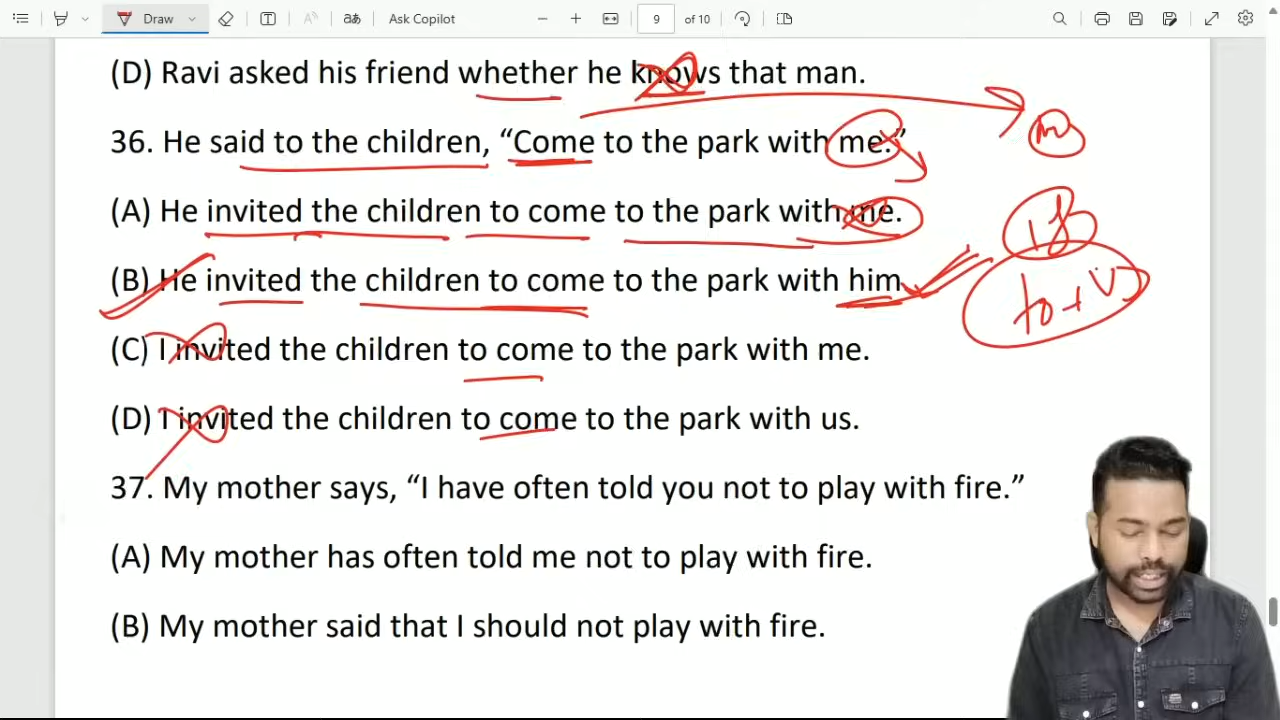 Draw
Ask Copilot
9 of 10
(D) Ravi asked his friend whether he knows that man.
36. He said to the children, “Come to the park with me.”
(A) He invited the children to come to the park with me.
(B) He invited the children to come to the park with him
(C) I invited the children to come to the park with me.
(D) I invited the children to come to the park with us.
37. My mother says, “I have often told you not to play with fire.”
(A) My mother has often told me not to play with fire.
(B) My mother said that I should not play with fire.
to + V